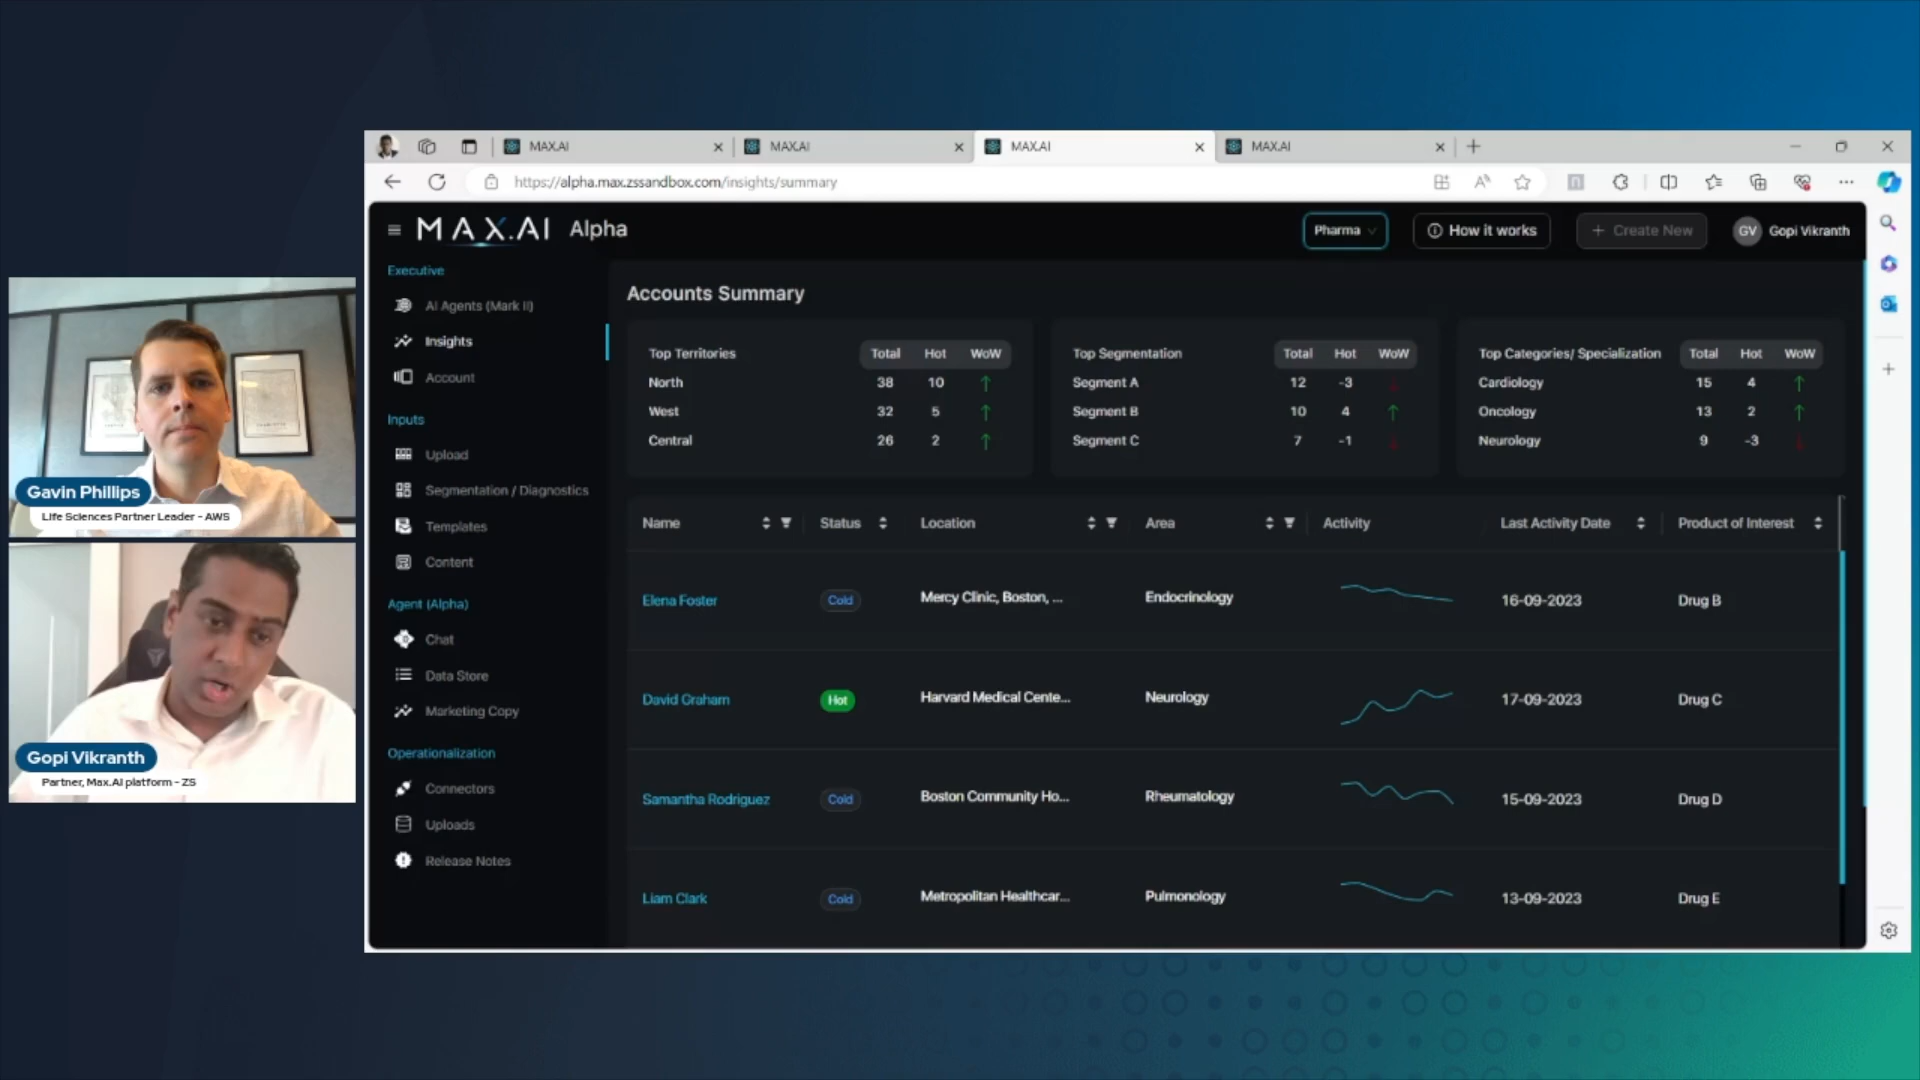 MAX.AI
MAX.AI
MAX.AI
MAX.AI
https://alpha.max.zssandbox.com/insights/summary
MAX.AI Alpha
Pharma
How it works
+ Create New
GV
Gopi Vikranth
Executive
AI Agents (Mark II)
Insights
Account
Inputs
Upload
Segmentation / Diagnostics
Templates
Content
Agent (Alpha)
Chat
Data Store
Marketing Copy
Operationalization
Connectors
Uploads
Release Notes
Accounts Summary
Top Territories Total Hot WoW
North 38 10 ↑
West 32 5 ↑
Central 26 2 ↑
Top Segmentation Total Hot WoW
Segment A 12 -3 ↓
Segment B 10 4 ↑
Segment C 7 -1 ↓
Top Categories/ Specialization Total Hot WoW
Cardiology 15 4 ↑
Oncology 13 2 ↑
Neurology 9 -3 ↓
Name Status Location Area Activity Last Activity Date Product of Interest
Elena Foster Cold Mercy Clinic, Boston, ... Endocrinology 16-09-2023 Drug B
David Graham Hot Harvard Medical Cente... Neurology 17-09-2023 Drug C
Samantha Rodriguez Cold Boston Community Ho... Rheumatology 15-09-2023 Drug D
Liam Clark Cold Metropolitan Healthcar... Pulmonology 13-09-2023 Drug E
Gavin Phillips
Life Sciences Partner Leader - AWS
Gopi Vikranth
Partner, Max.AI platform - ZS